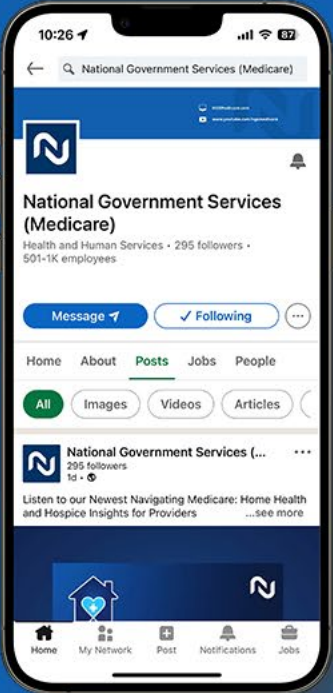 10:26
87
National Government Services (Medicare)
National Government Services
(Medicare)
Health and Human Services • 295 followers •
501-1K employees
Message
✓ Following
Home About Posts Jobs People
All Images Videos Articles
National Government Services (...
295 followers
1d •
Listen to our Newest Navigating Medicare: Home Health
and Hospice Insights for Providers ...see more
Home My Network Post Notifications Jobs